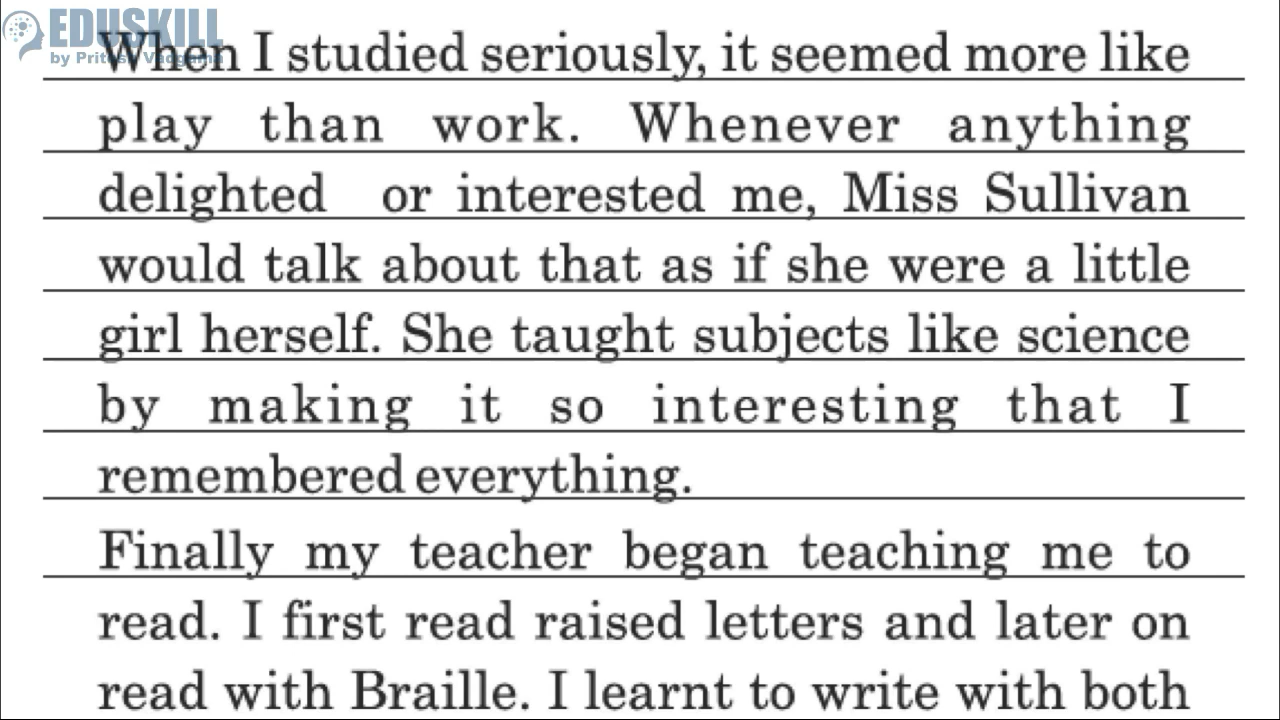 EDUSKILL
by Pritesh Vadgama
When I studied seriously, it seemed more like
play than work. Whenever anything
delighted or interested me, Miss Sullivan
would talk about that as if she were a little
girl herself. She taught subjects like science
by making it so interesting that I
remembered everything.
Finally my teacher began teaching me to
read. I first read raised letters and later on
read with Braille. I learnt to write with both